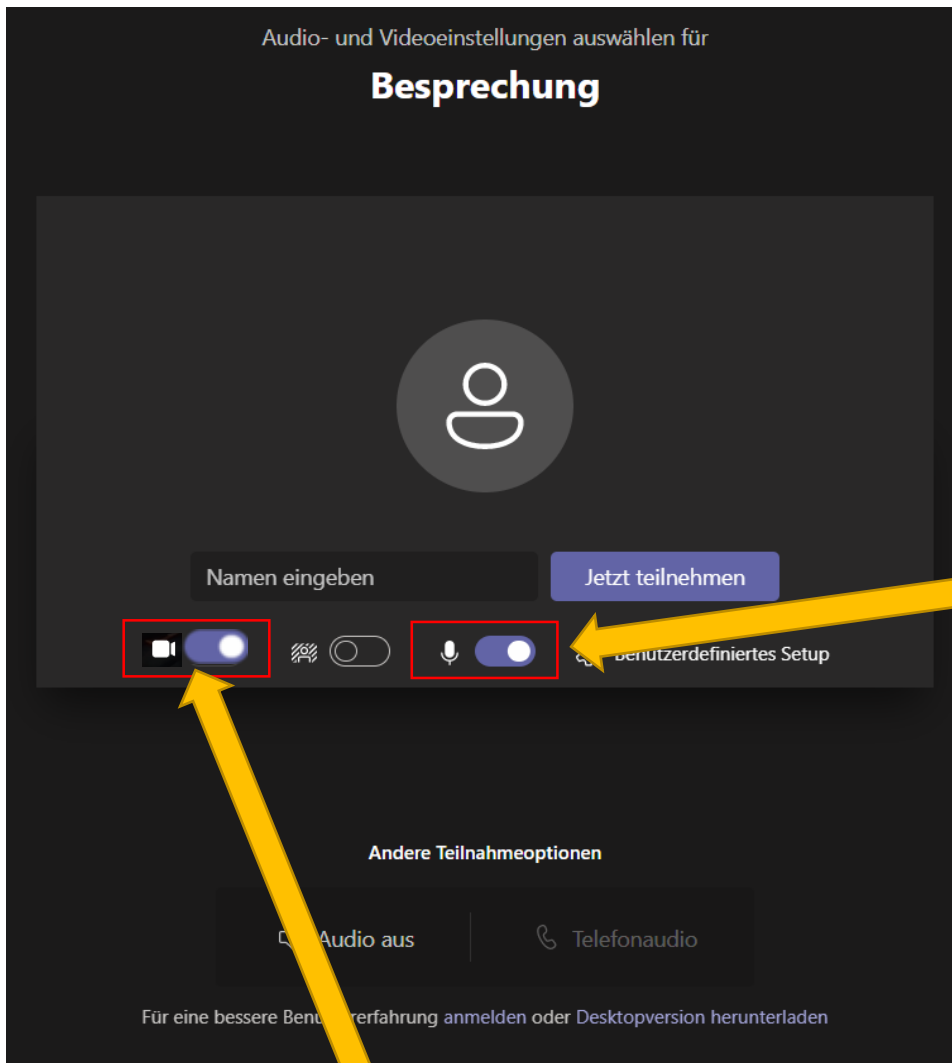 Audio- und Videoeinstellungen auswählen für
Besprechung
Namen eingeben
Jetzt teilnehmen
Benutzerdefiniertes Setup
Andere Teilnahmeoptionen
Audio aus
Telefonaudio
Für eine bessere anmelden oder Desktopversion herunterladen